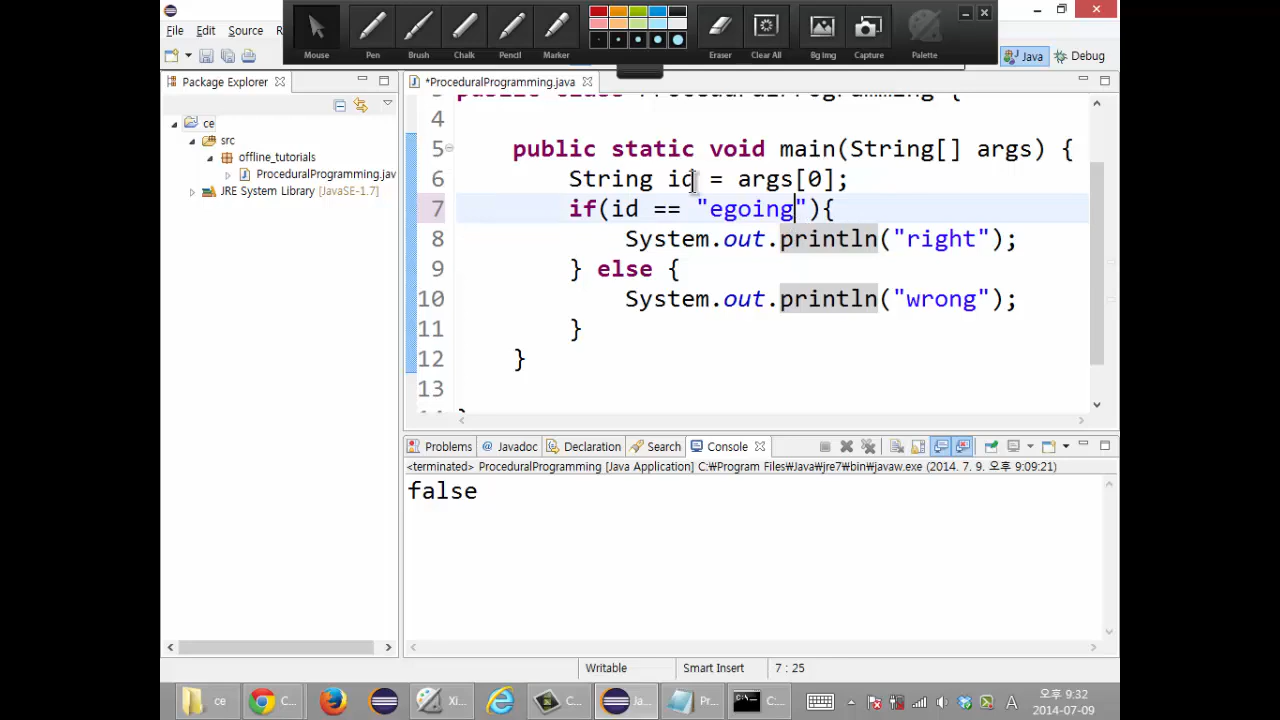 File Edit Source R
Mouse Pen Brush Chalk Pencil Marker Eraser Clear All Bg Img Capture Palette
Java Debug
Package Explorer
*ProceduralProgramming.java
ce
src
offline_tutorials
ProceduralProgramming.jav
JRE System Library [JavaSE-1.7]
4
5 public static void main(String[] args) {
6 String id = args[0];
7 if(id == "egoing"){
8 System.out.println("right");
9 } else {
10 System.out.println("wrong");
11 }
12 }
13
Problems @ Javadoc Declaration Search Console
<terminated> ProceduralProgramming [Java Application] C:₩Program Files₩Java₩jre7₩bin₩javaw.exe (2014. 7. 9. 오후 9:09:21)
false
Writable Smart Insert 7 : 25
ce C... Xi... C... Ja... Pr... C:... A 오후 9:32
2014-07-09